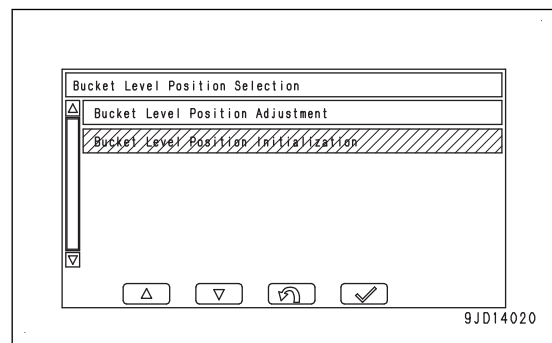 Bucket Level Position Selection
Bucket Level Position Adjustment
Bucket Level Position Initialization
9JD14020